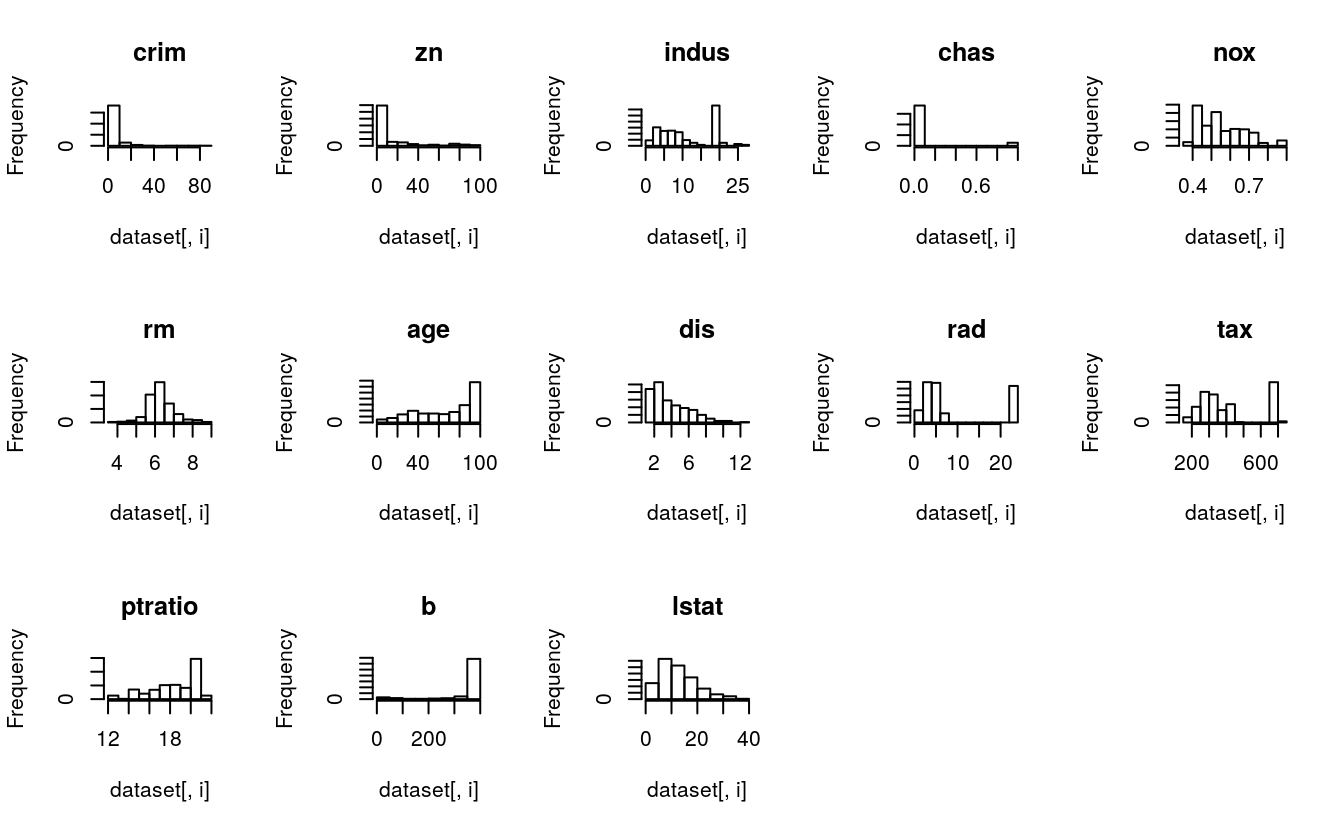 crim zn indus chas nox
Frequency Frequency Frequency Frequency Frequency
0 0 0 0 0
0 40 80 0 40 100 0 10 25 0.0 0.6 0.4 0.7
dataset[, i] dataset[, i] dataset[, i] dataset[, i] dataset[, i]
rm age dis rad tax
Frequency Frequency Frequency Frequency Frequency
0 0 0 0 0
4 6 8 0 40 100 2 6 12 0 10 20 200 600
dataset[, i] dataset[, i] dataset[, i] dataset[, i] dataset[, i]
ptratio b lstat
Frequency Frequency Frequency
0 0 0
12 18 0 200 0 20 40
dataset[, i] dataset[, i] dataset[, i]